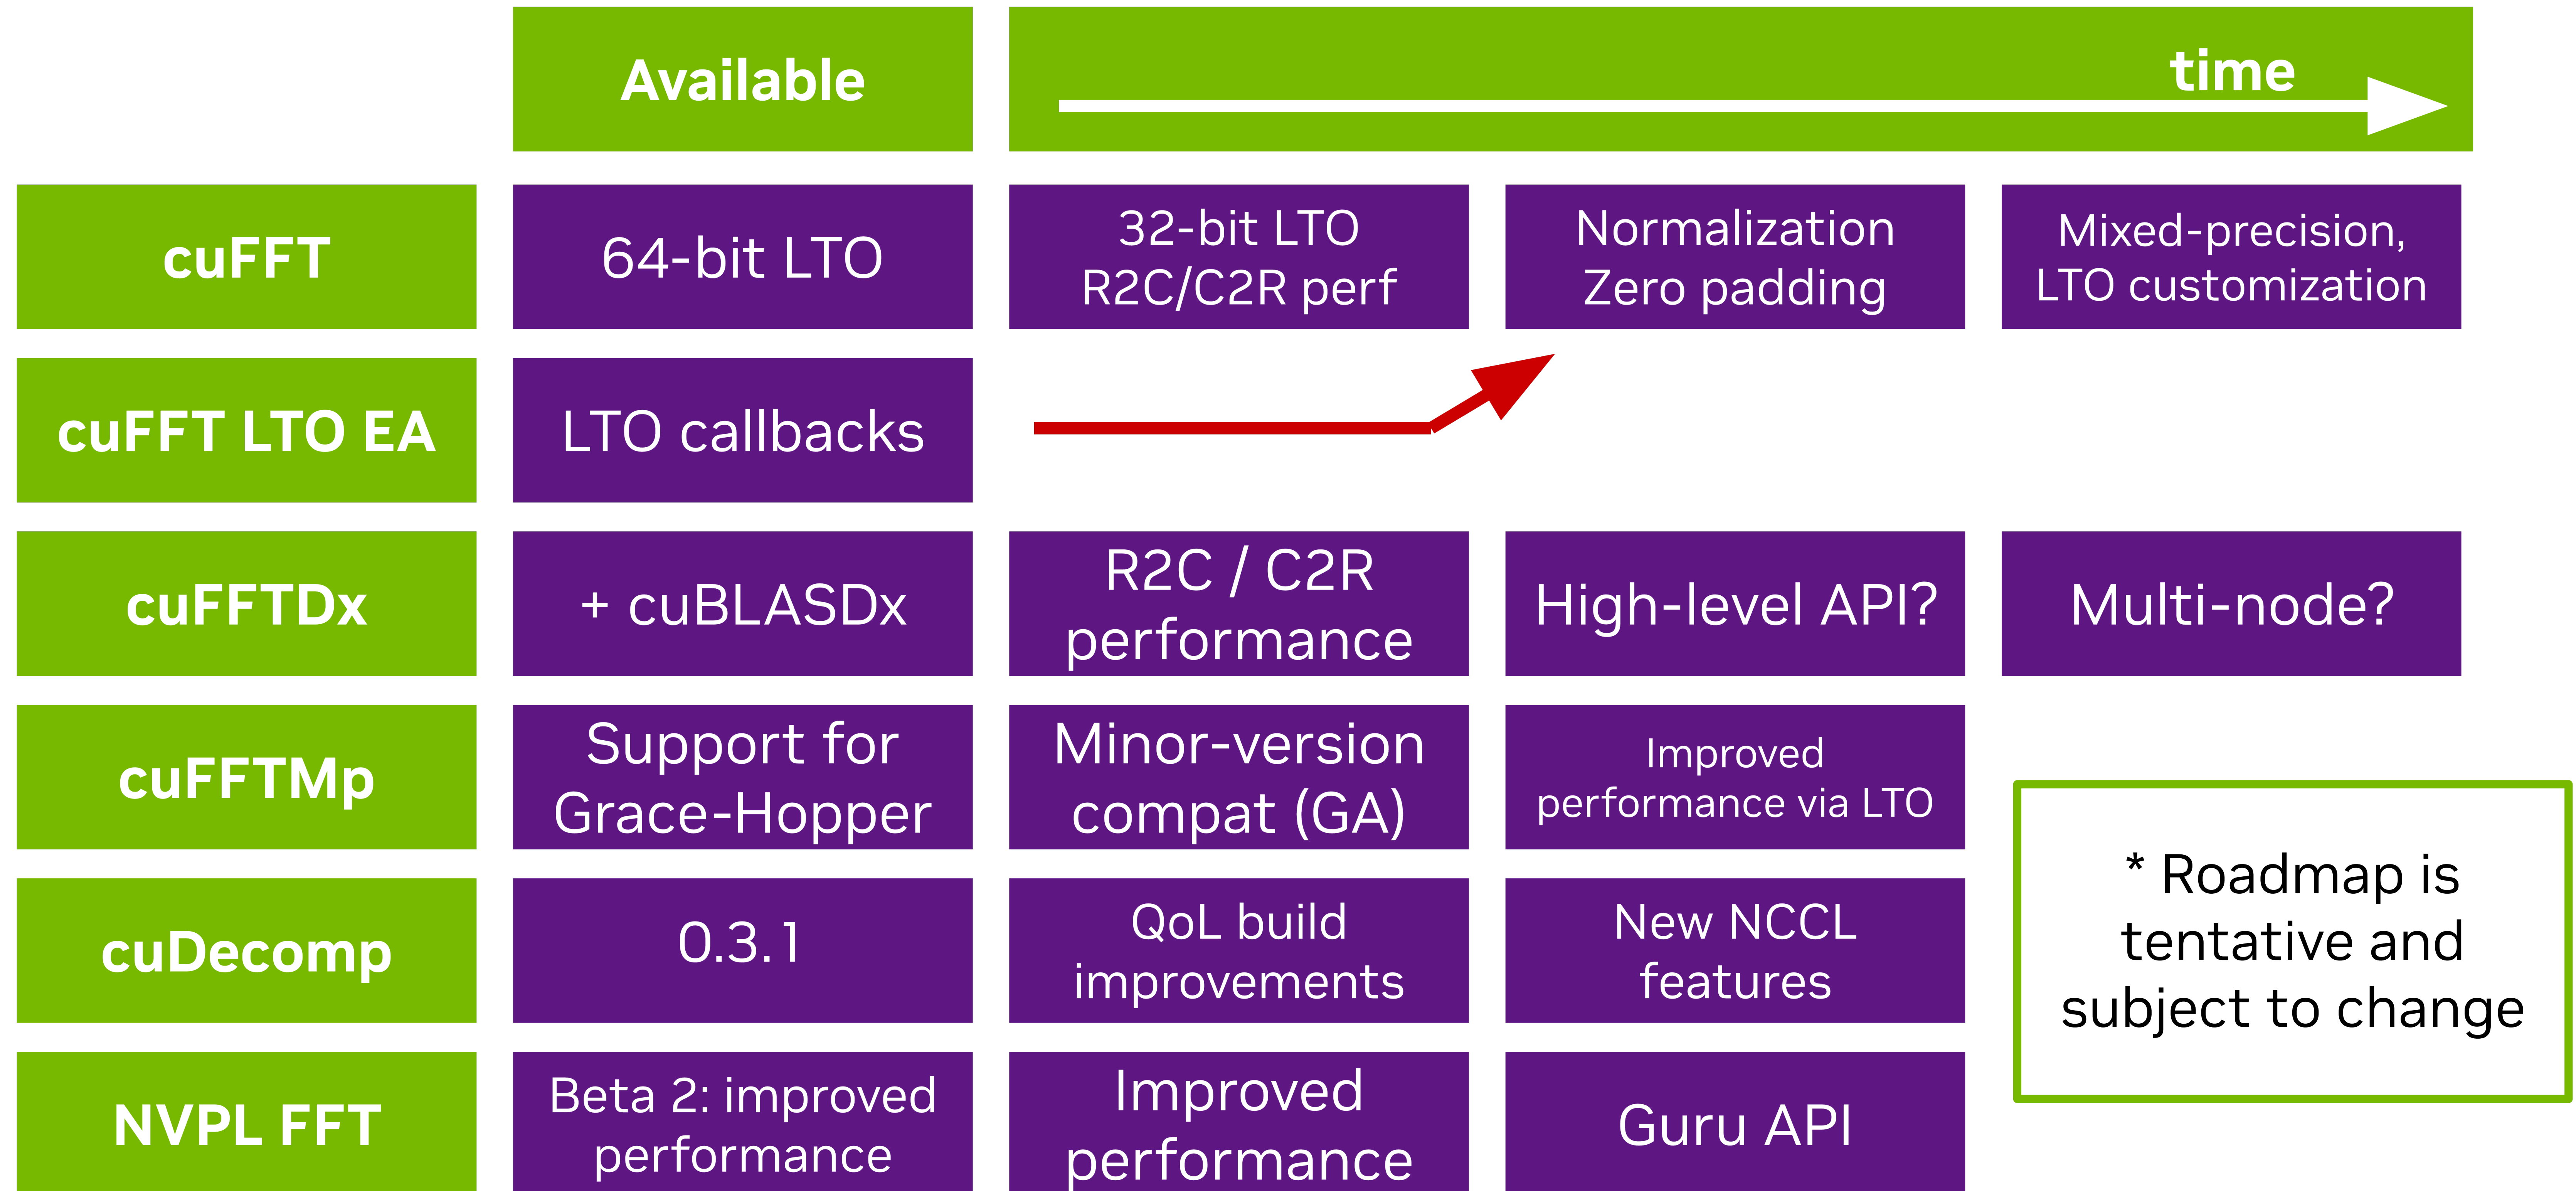 Available
time
cuFFT
64-bit LTO
32-bit LTO
R2C/C2R perf
Normalization
Zero padding
Mixed-precision,
LTO customization
cuFFT LTO EA
LTO callbacks
cuFFTDx
+ cuBLASDx
R2C / C2R
performance
High-level API?
Multi-node?
cuFFTMp
Support for
Grace-Hopper
Minor-version
compat (GA)
Improved
performance via LTO
cuDecomp
0.3.1
QoL build
improvements
New NCCL
features
* Roadmap is
tentative and
subject to change
NVPL FFT
Beta 2: improved
performance
Improved
performance
Guru API